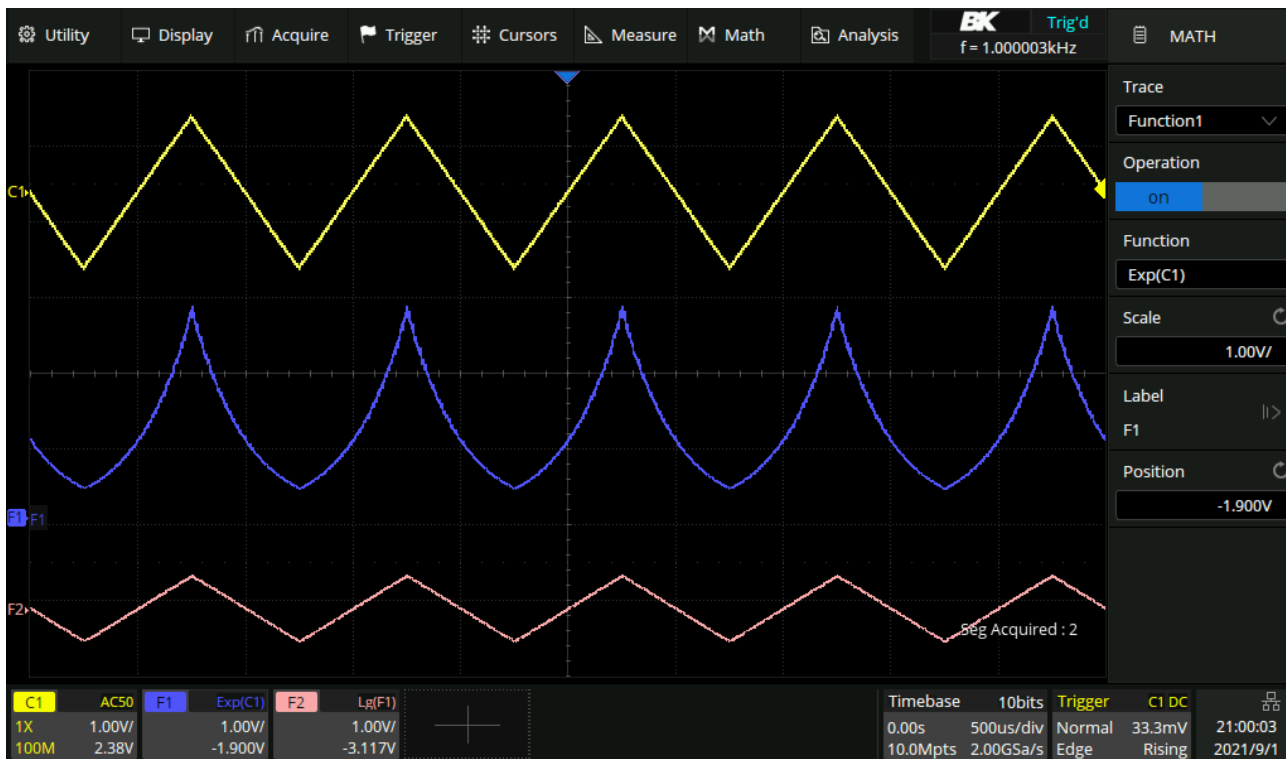 Utility Display Acquire Trigger Cursors Measure Math Analysis
BK Trig'd
f = 1.000003kHz
MATH
Trace
Function1
Operation
on
Function
Exp(C1)
Scale
1.00V/
Label
F1
Position
-1.900V
C1
F1 F1
F2
Seg Acquired : 2
C1 AC50
1X 1.00V/
100M 2.38V
F1 Exp(C1)
1.00V/
-1.900V
F2 Lg(F1)
1.00V/
-3.117V
Timebase 10bits
0.00s 500us/div
10.0Mpts 2.00GSa/s
Trigger C1 DC
Normal 33.3mV
Edge Rising
21:00:03
2021/9/1